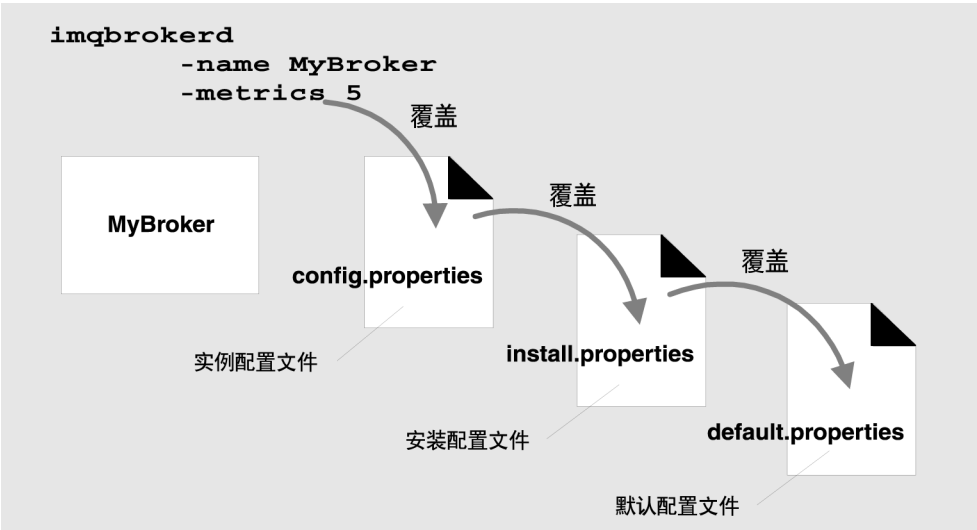 imqbrokerd
-name MyBroker
-metrics 5
覆盖
MyBroker
覆盖
config.properties
覆盖
实例配置文件
install.properties
安装配置文件
default.properties
默认配置文件